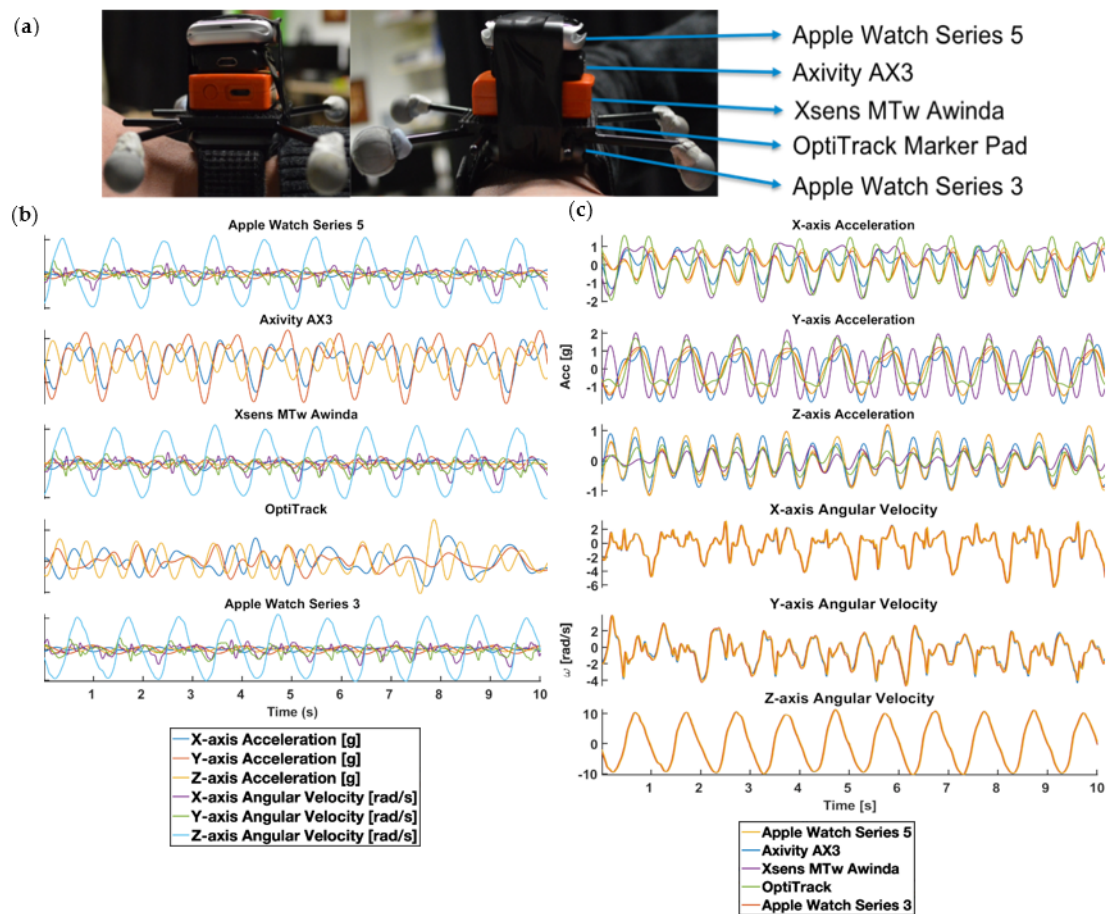 (a)
Apple Watch Series 5
Axivity AX3
Xsens MTw Awinda
OptiTrack Marker Pad
Apple Watch Series 3
(b)
Apple Watch Series 5
Axivity AX3
Xsens MTw Awinda
OptiTrack
Apple Watch Series 3
1 2 3 4 5 6 7 8 9 10
Time (s)
X-axis Acceleration [g]
Y-axis Acceleration [g]
Z-axis Acceleration [g]
X-axis Angular Velocity [rad/s]
Y-axis Angular Velocity [rad/s]
Z-axis Angular Velocity [rad/s]
(c)
X-axis Acceleration
1
0
-1
-2
Y-axis Acceleration
Acc [g]
2
1
0
-1
Z-axis Acceleration
1
0
-1
X-axis Angular Velocity
2
0
-2
-4
-6
Y-axis Angular Velocity
ω [rad/s]
2
0
-2
-4
Z-axis Angular Velocity
10
0
-10
1 2 3 4 5 6 7 8 9 10
Time [s]
Apple Watch Series 5
Axivity AX3
Xsens MTw Awinda
OptiTrack
Apple Watch Series 3